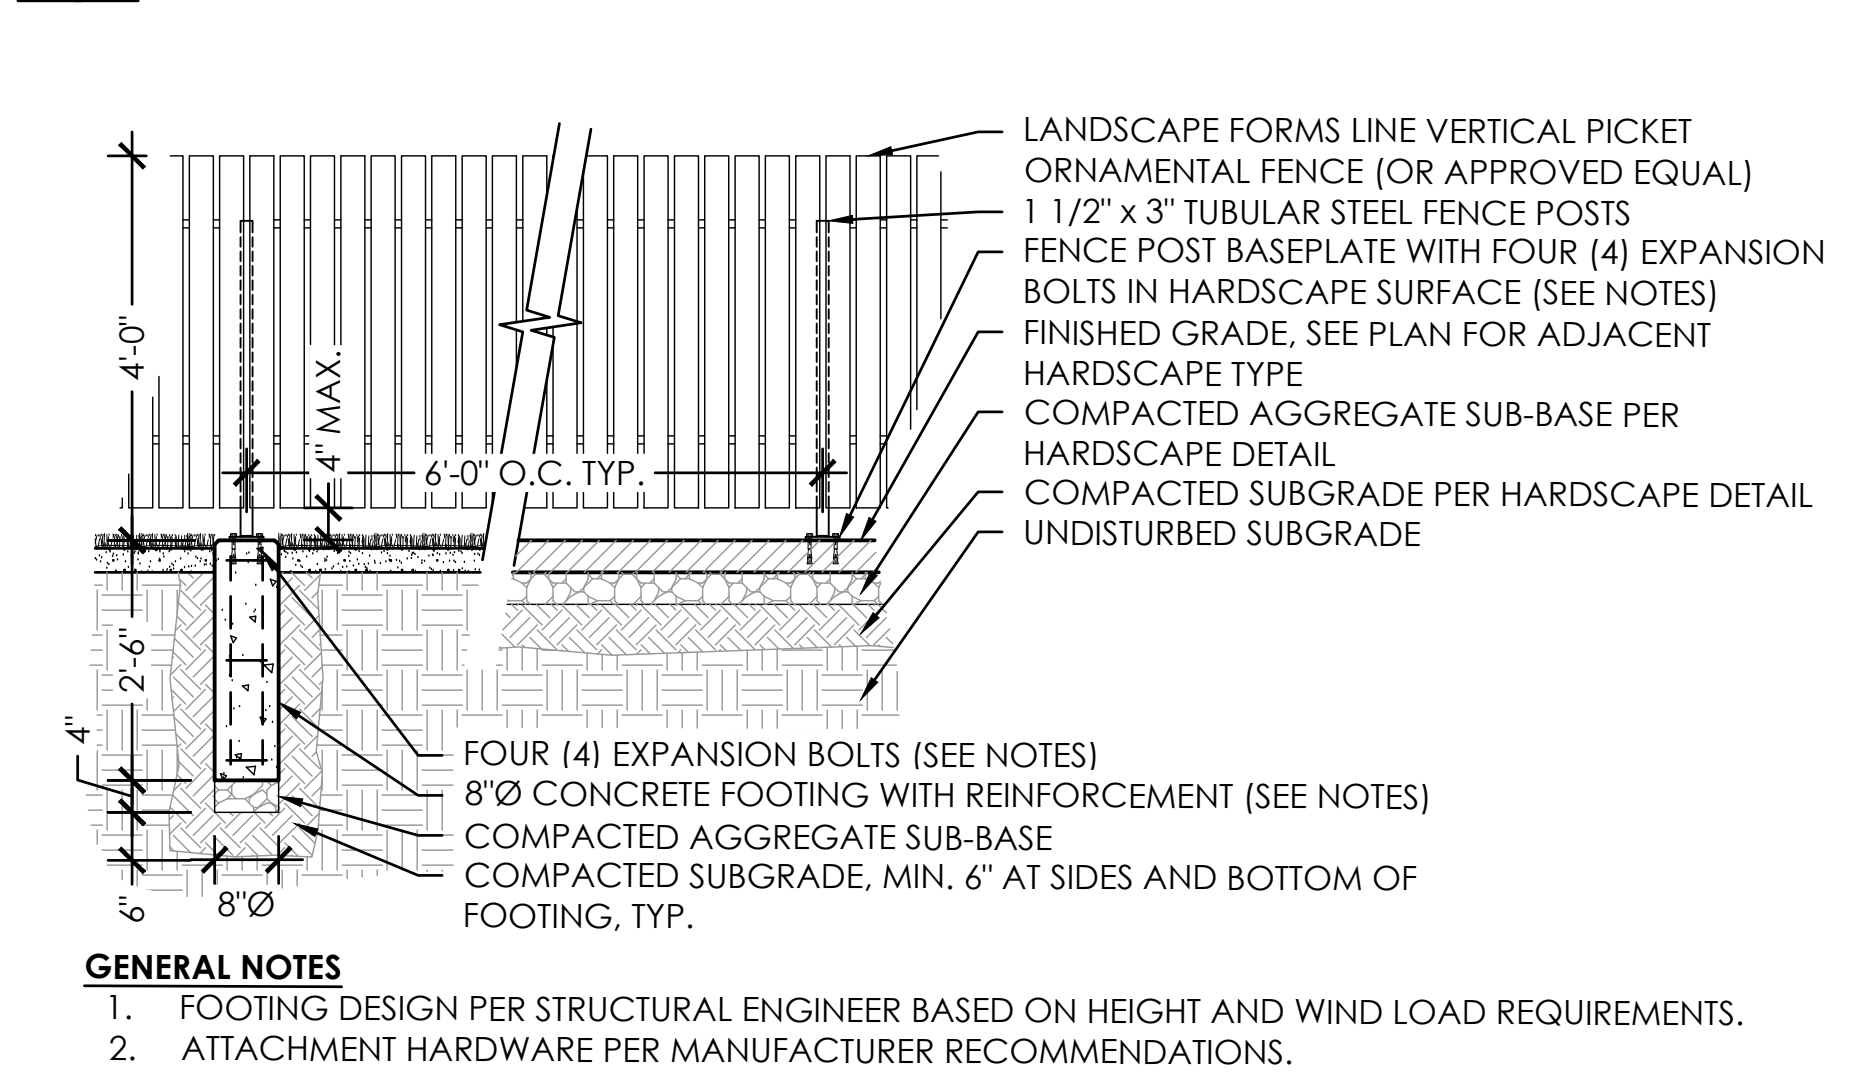 LANDSCAPE FORMS LINE VERTICAL PICKET
ORNAMENTAL FENCE (OR APPROVED EQUAL)
1 1/2" x 3" TUBULAR STEEL FENCE POSTS
FENCE POST BASEPLATE WITH FOUR (4) EXPANSION
BOLTS IN HARDSCAPE SURFACE (SEE NOTES)
FINISHED GRADE, SEE PLAN FOR ADJACENT
HARDSCAPE TYPE
COMPACTED AGGREGATE SUB-BASE PER
HARDSCAPE DETAIL
COMPACTED SUBGRADE PER HARDSCAPE DETAIL
UNDISTURBED SUBGRADE
4'-0"
4" MAX.
6'-0" O.C. TYP.
2'-6"
4"
6"
8"Ø
FOUR (4) EXPANSION BOLTS (SEE NOTES)
8"Ø CONCRETE FOOTING WITH REINFORCEMENT (SEE NOTES)
COMPACTED AGGREGATE SUB-BASE
COMPACTED SUBGRADE, MIN. 6" AT SIDES AND BOTTOM OF
FOOTING, TYP.
GENERAL NOTES
1. FOOTING DESIGN PER STRUCTURAL ENGINEER BASED ON HEIGHT AND WIND LOAD REQUIREMENTS.
2. ATTACHMENT HARDWARE PER MANUFACTURER RECOMMENDATIONS.